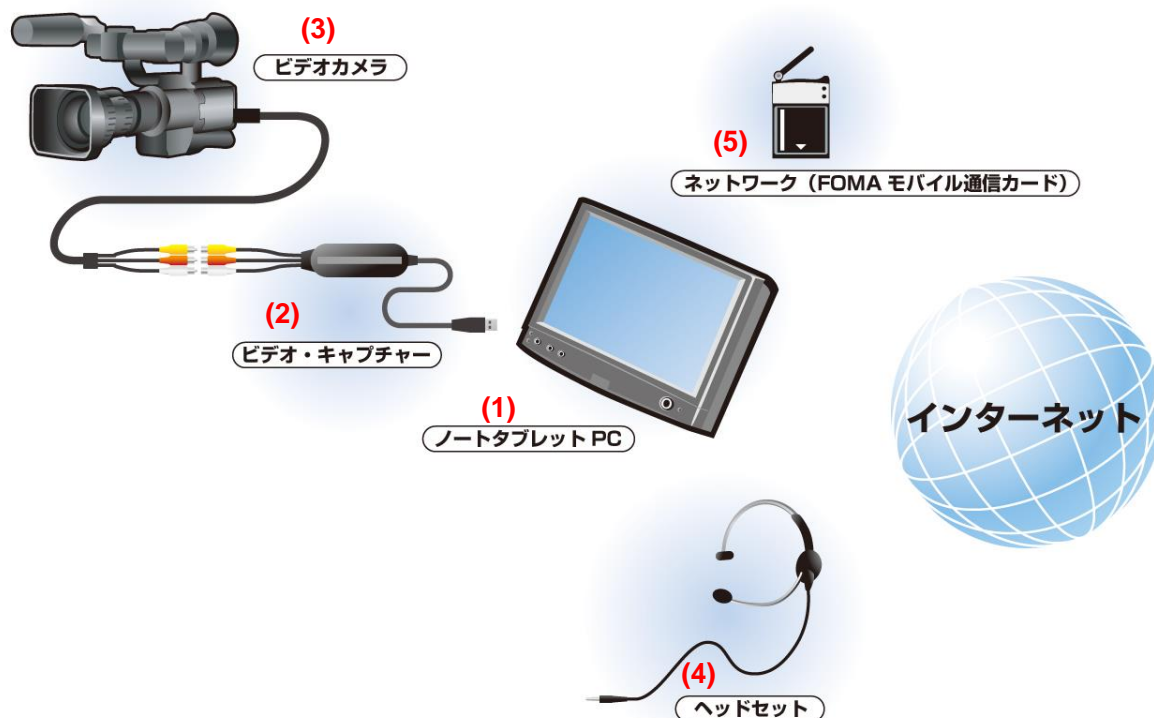 (3)
ビデオカメラ
(5)
ネットワーク（FOMA モバイル通信カード）
(2)
ビデオ・キャプチャー
(1)
ノートタブレット PC
インターネット
(4)
ヘッドセット